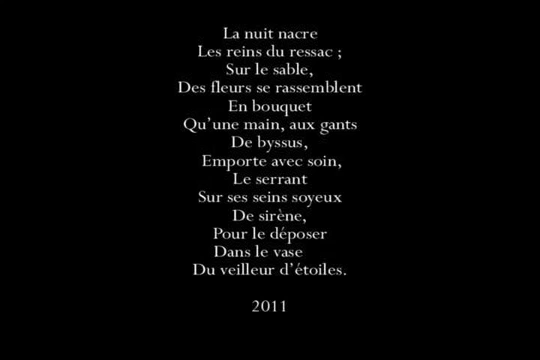 La nuit nacre
Les reins du ressac ;
Sur le sable,
Des fleurs se rassemblent
En bouquet
Qu’une main, aux gants
De byssus,
Emporte avec soin,
Le serrant
Sur ses seins soyeux
De sirène,
Pour le déposer
Dans le vase
Du veilleur d’étoiles.
2011